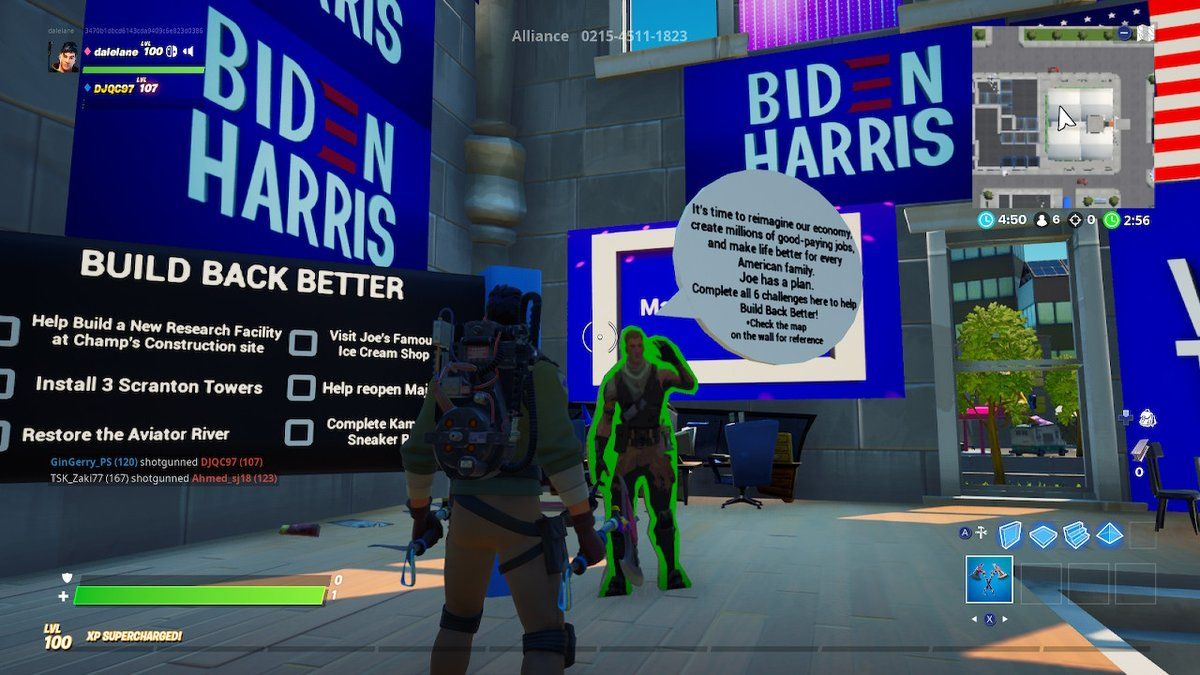 RIS
BIDEN
HARRIS
dalelane
LVL
dalelane 100
LVL
DJQC97 107
Alliance 0215-4511-1823
BIDEN
HARRIS
4:50 6 0 2:56
BUILD BACK BETTER
Help Build a New Research Facility
at Champ's Construction site
Install 3 Scranton Towers
Restore the Aviator River
Visit Joe's Famou
Ice Cream Shop
Help reopen Maj
Complete Kam
Sneaker
It's time to reimagine our economy,
create millions of good-paying jobs,
and make life better for every
American family.
Joe has a plan.
Complete all 6 challenges here to help
Build Back Better!
*Check the map
on the wall for reference
Ma
GinGerry_PS (120) shotgunned DJQC97 (107)
TSK_Zaki77 (167) shotgunned Ahmed_sj18 (123)
0
A
X
0
1
LVL
100 XP SUPERCHARGED!